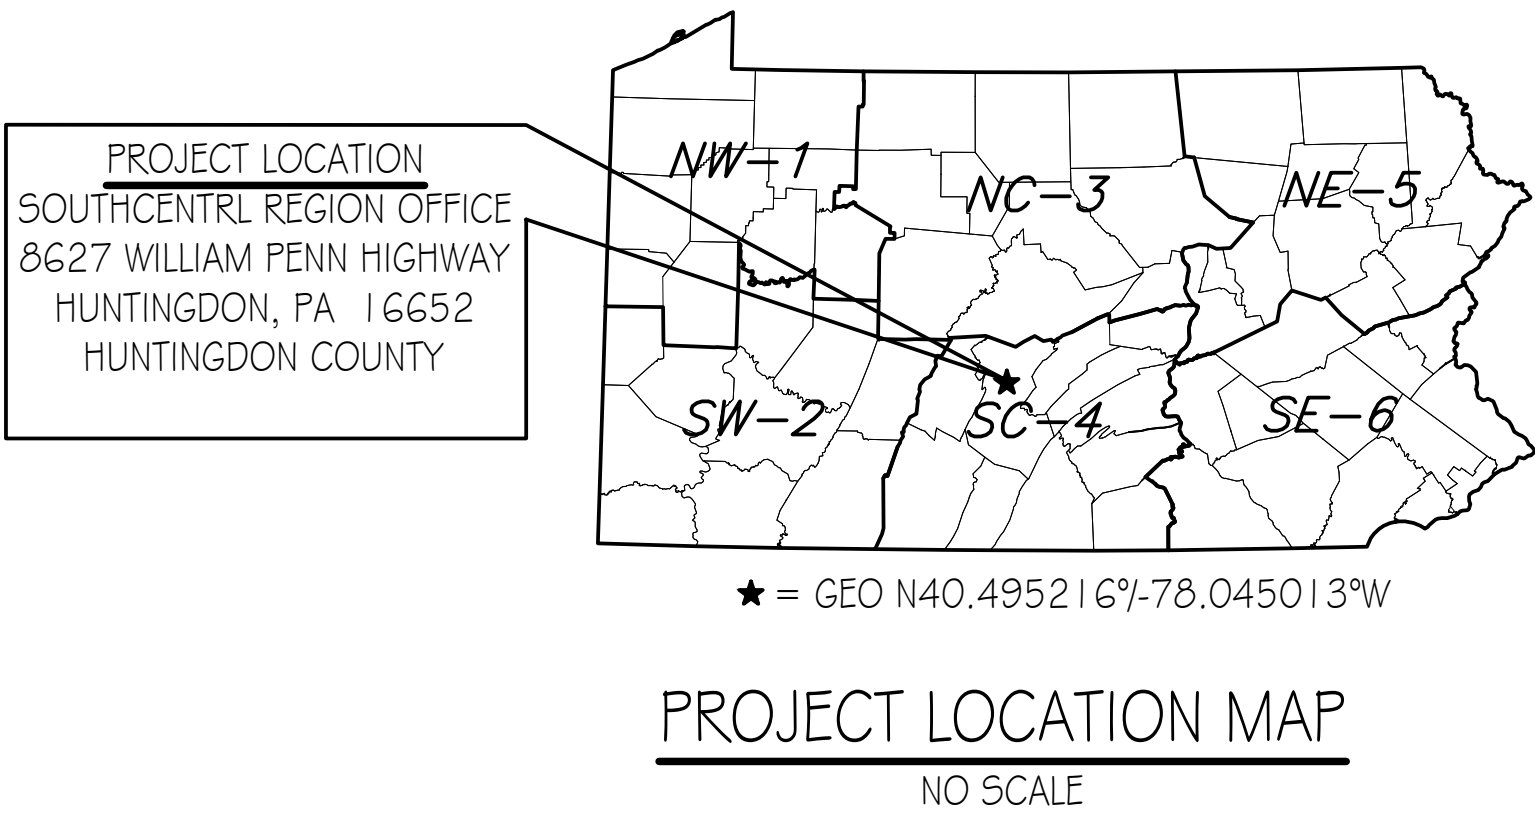 PROJECT LOCATION
SOUTHCENTRL REGION OFFICE
8627 WILLIAM PENN HIGHWAY
HUNTINGDON, PA 16652
HUNTINGDON COUNTY
NW-1
NC-3
NE-5
SW-2
SC-4
SE-6
★ = GEO N40.495216°/-78.045013°W
PROJECT LOCATION MAP
NO SCALE